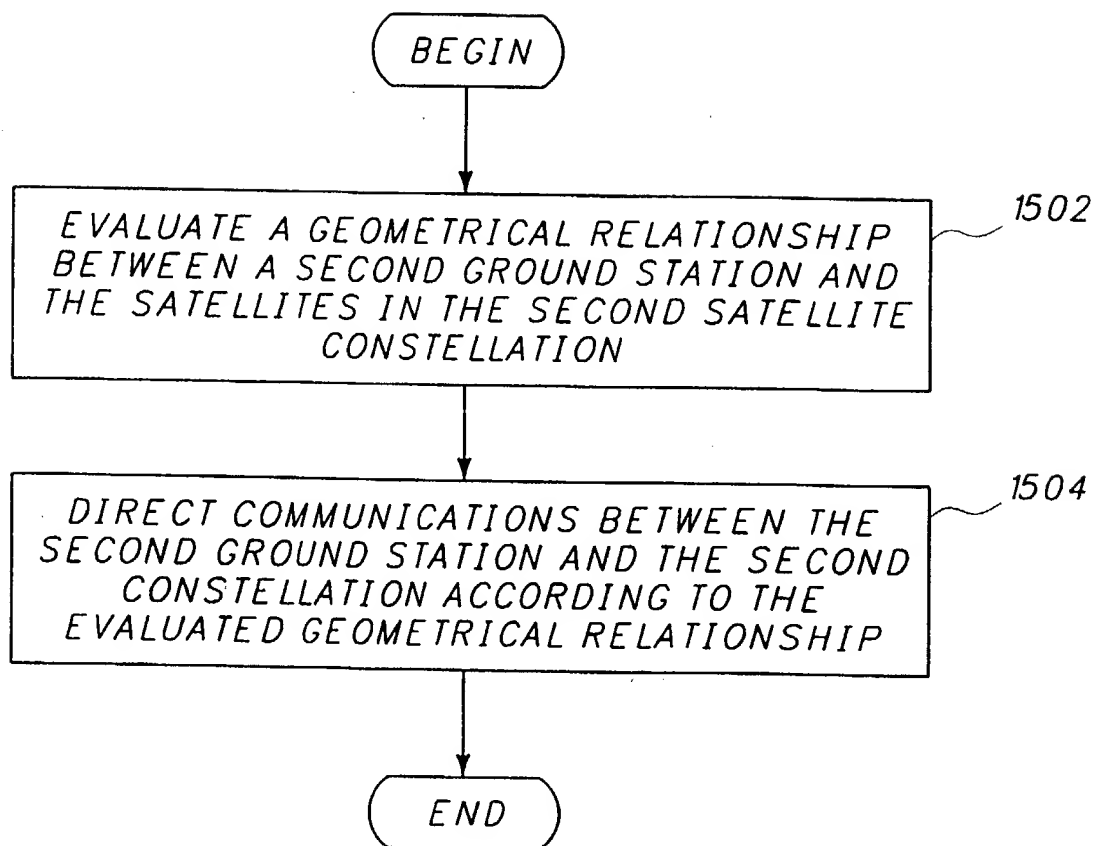 BEGIN
EVALUATE A GEOMETRICAL RELATIONSHIP
BETWEEN A SECOND GROUND STATION AND
THE SATELLITES IN THE SECOND SATELLITE
CONSTELLATION
1502
DIRECT COMMUNICATIONS BETWEEN THE
SECOND GROUND STATION AND THE SECOND
CONSTELLATION ACCORDING TO THE
EVALUATED GEOMETRICAL RELATIONSHIP
1504
END